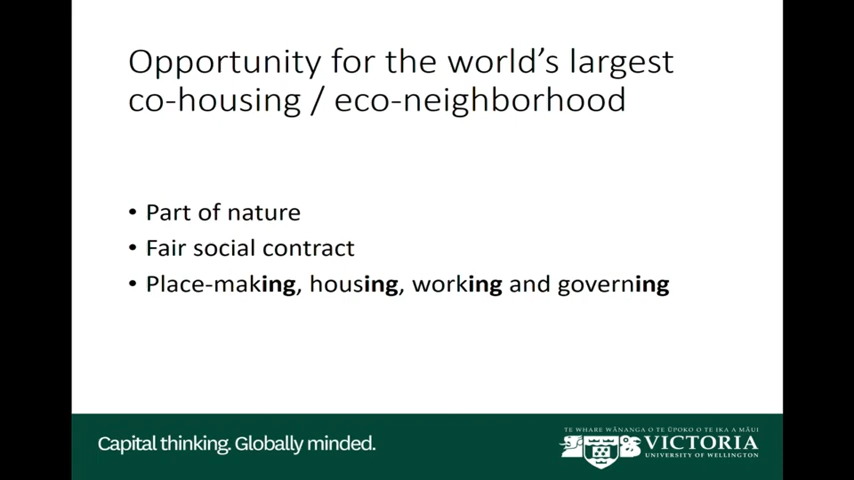 Opportunity for the world's largest
co-housing / eco-neighborhood
• Part of nature
• Fair social contract
• Place-making, housing, working and governing
Capital thinking. Globally minded.
TE WHARE WĀNANGA O TE ŪPOKO O TE IKA A MĀUI
VICTORIA
UNIVERSITY OF WELLINGTON